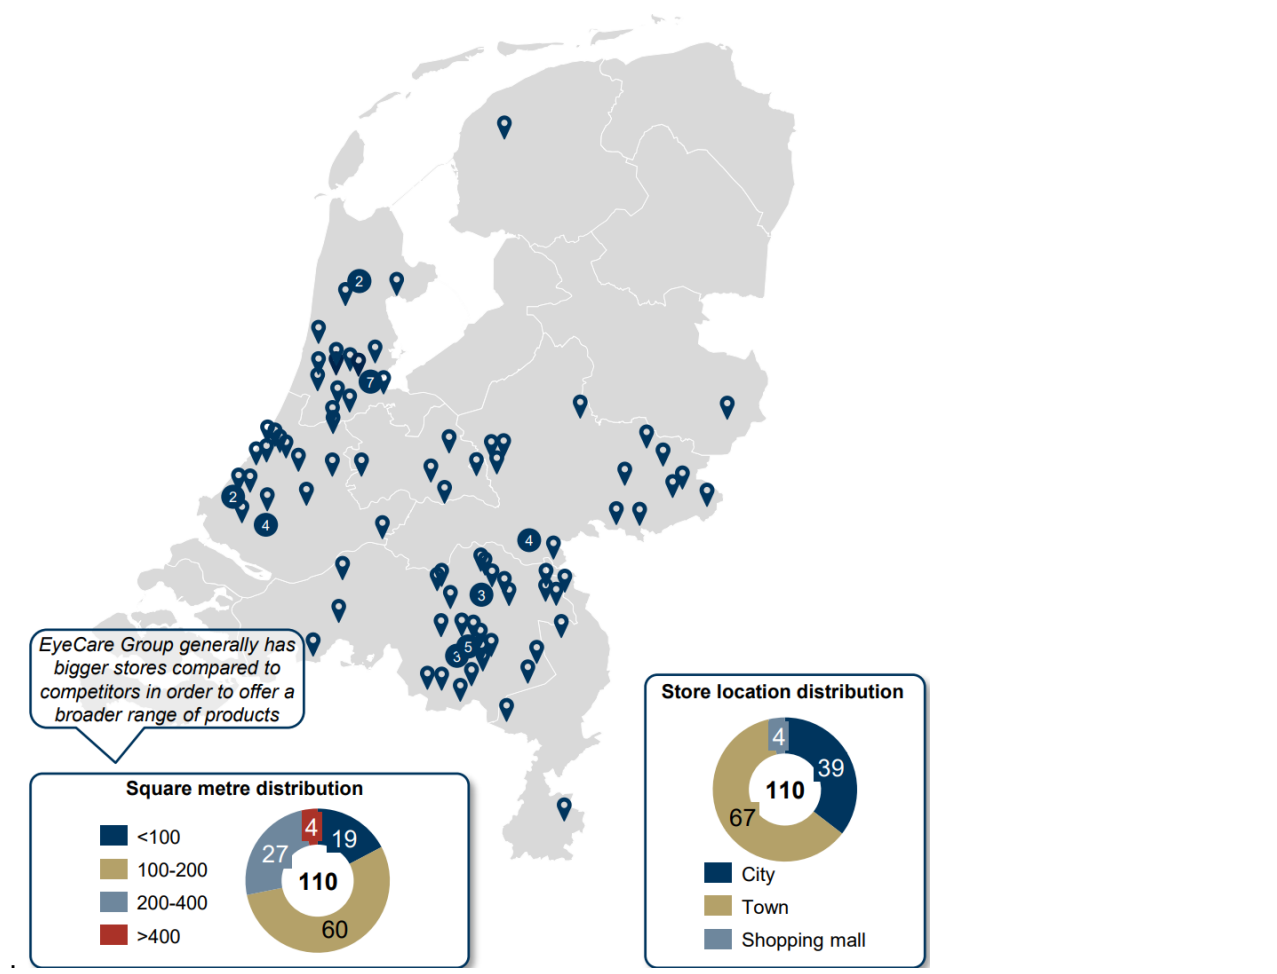 2
7
2
4
4
3
5
3
EyeCare Group generally has
bigger stores compared to
competitors in order to offer a
broader range of products
Square metre distribution
<100
100-200
200-400
>400
4
19
27
110
60
Store location distribution
4
39
110
67
City
Town
Shopping mall
.